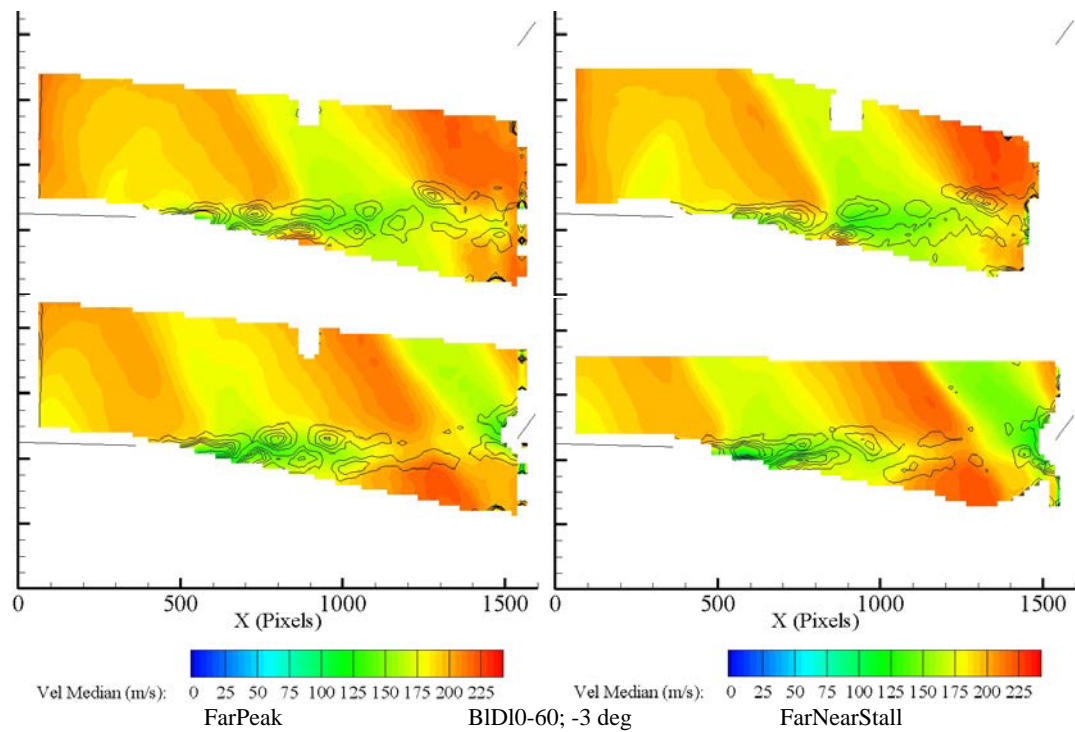 0 500 1000 1500 0 500 1000 1500
X (Pixels) X (Pixels)
Vel Median (m/s): 0 25 50 75 100 125 150 175 200 225 Vel Median (m/s): 0 25 50 75 100 125 150 175 200 225
FarPeak BlDl0-60; -3 deg FarNearStall